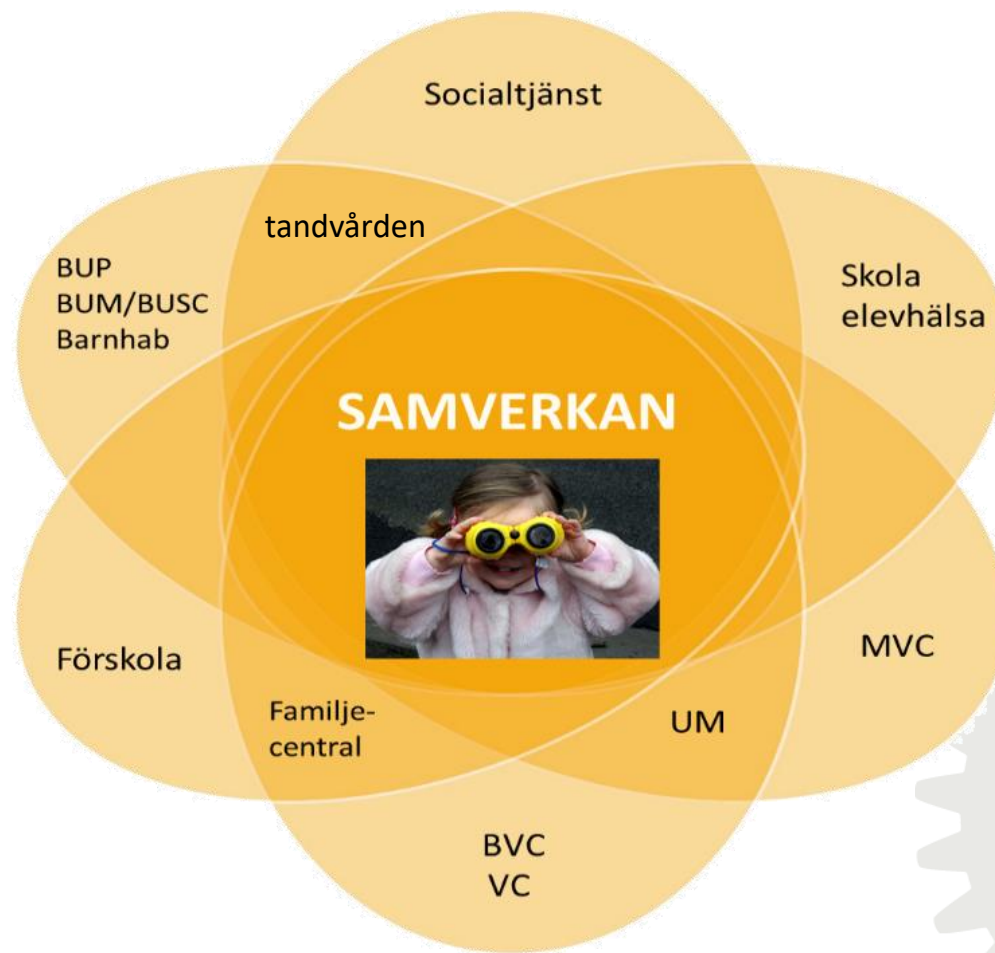 Socialtjänst
tandvården
BUP
BUM/BUSC
Barnhab
Skola
elevhälsa
SAMVERKAN
Förskola
MVC
Familje-
central
UM
BVC
VC